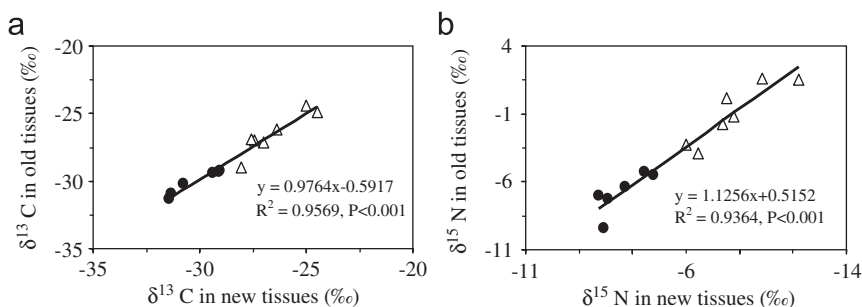 a
b
-20
-25
-30
-35
δ13 C in old tissues (‰)
y = 0.9764x-0.5917
R2 = 0.9569, P<0.001
-35
-30
-25
-20
δ13 C in new tissues (‰)
4
-1
-6
-11
δ15 N in old tissues (‰)
y = 1.1256x+0.5152
R2 = 0.9364, P<0.001
-11
-6
-14
δ15 N in new tissues (‰)